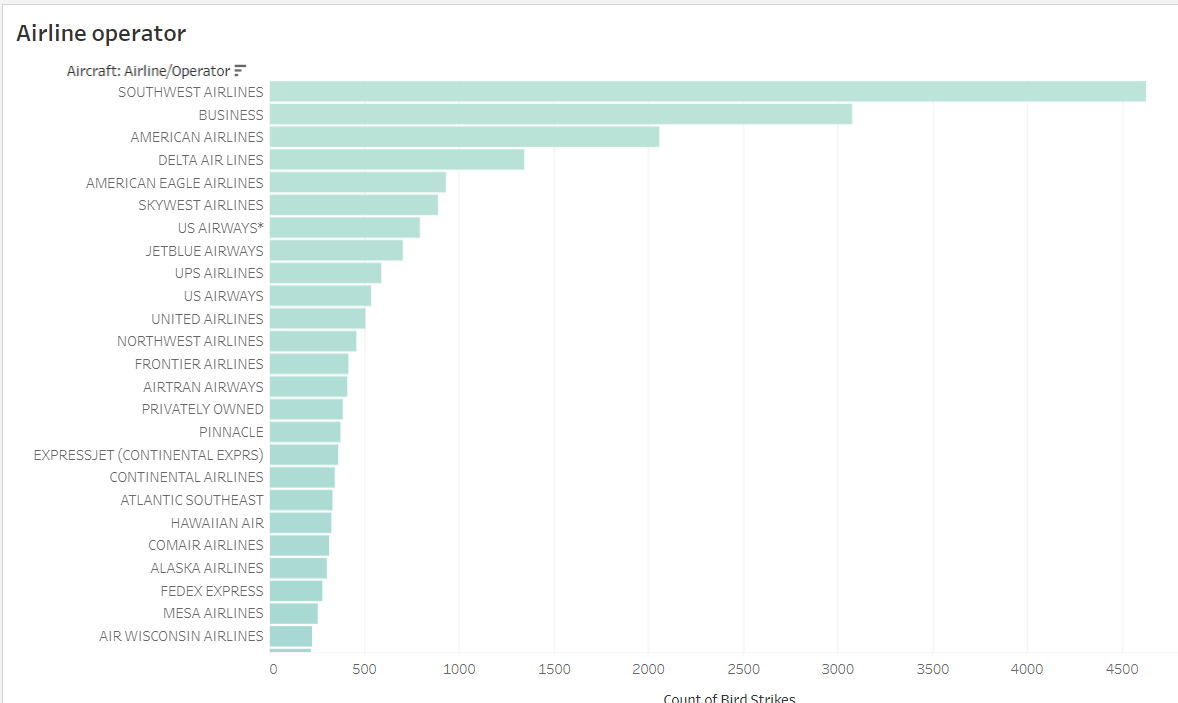 Airline operator
Aircraft: Airline/Operator
SOUTHWEST AIRLINES
BUSINESS
AMERICAN AIRLINES
DELTA AIR LINES
AMERICAN EAGLE AIRLINES
SKYWEST AIRLINES
US AIRWAYS*
JETBLUE AIRWAYS
UPS AIRLINES
US AIRWAYS
UNITED AIRLINES
NORTHWEST AIRLINES
FRONTIER AIRLINES
AIRTRAN AIRWAYS
PRIVATELY OWNED
PINNACLE
EXPRESSJET (CONTINENTAL EXPRS)
CONTINENTAL AIRLINES
ATLANTIC SOUTHEAST
HAWAIIAN AIR
COMAIR AIRLINES
ALASKA AIRLINES
FEDEX EXPRESS
MESA AIRLINES
AIR WISCONSIN AIRLINES
0 500 1000 1500 2000 2500 3000 3500 4000 4500
Count of Bird Strikes